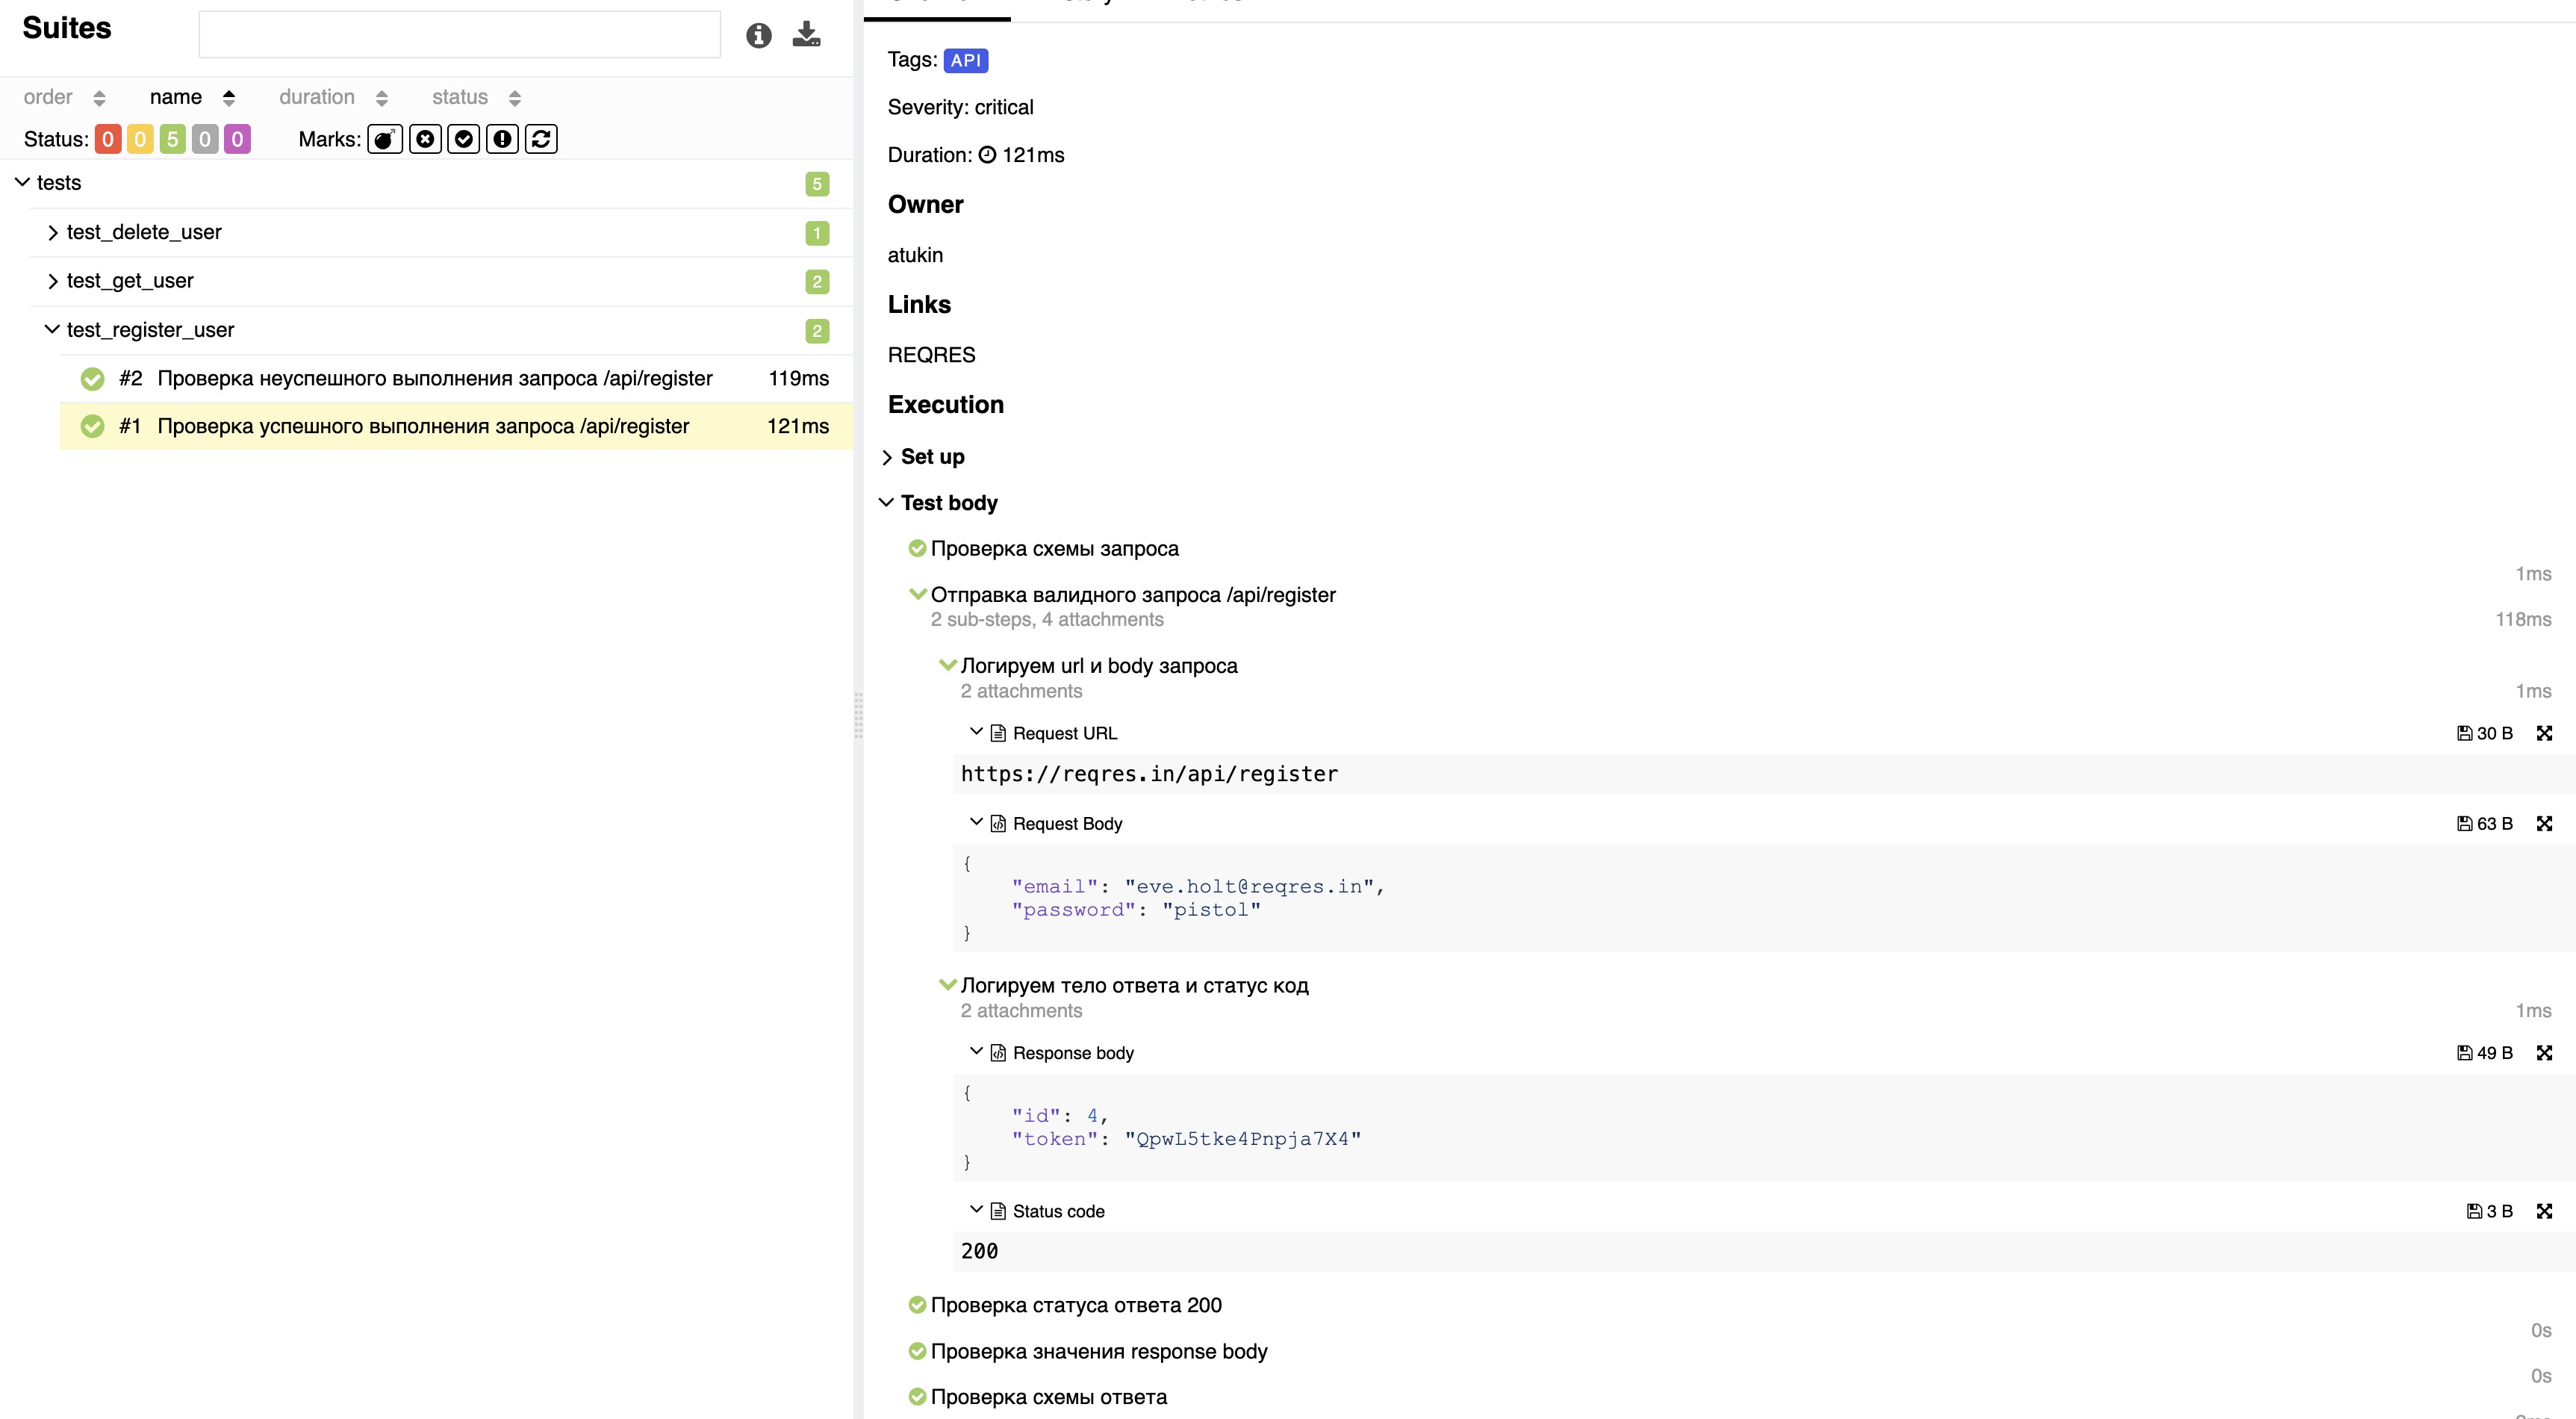 Suites
order name duration status
Status: 0 0 5 0 0 Marks:
tests 5
test_delete_user 1
test_get_user 2
test_register_user 2
#2 Проверка неуспешного выполнения запроса /api/register 119ms
#1 Проверка успешного выполнения запроса /api/register 121ms
Tags: API
Severity: critical
Duration: 121ms
Owner
atukin
Links
REQRES
Execution
Set up
Test body
Проверка схемы запроса
1ms
Отправка валидного запроса /api/register
2 sub-steps, 4 attachments 118ms
Логируем url и body запроса
2 attachments 1ms
Request URL 30 B
https://reqres.in/api/register
Request Body 63 B
{
"email": "eve.holt@reqres.in",
"password": "pistol"
}
Логируем тело ответа и статус код
2 attachments 1ms
Response body 49 B
{
"id": 4,
"token": "QpwL5tke4Pnpja7X4"
}
Status code 3 B
200
Проверка статуса ответа 200
0s
Проверка значения response body
0s
Проверка схемы ответа